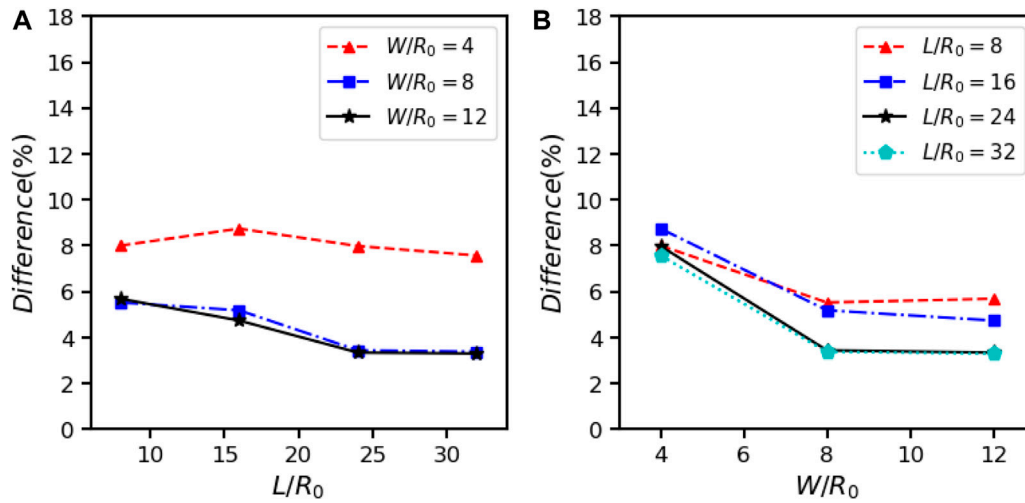 A
18
16
14
12
10
8
6
4
2
0
Difference(%)
W/R₀ = 4
W/R₀ = 8
W/R₀ = 12
10
15
20
25
30
L/R₀
B
18
16
14
12
10
8
6
4
2
0
Difference(%)
L/R₀ = 8
L/R₀ = 16
L/R₀ = 24
L/R₀ = 32
4
6
8
10
12
W/R₀